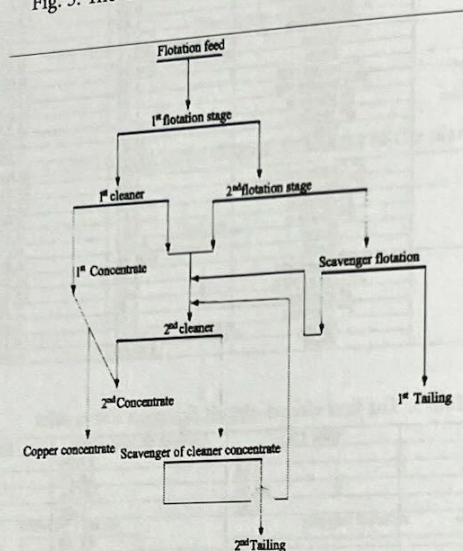 Fig. 3. The
Flotation feed
1st flotation stage
1st cleaner
2nd flotation stage
1st Concentrate
Scavenger flotation
2nd cleaner
2nd Concentrate
1st Tailing
Copper concentrate
Scavenger of cleaner concentrate
2nd Tailing